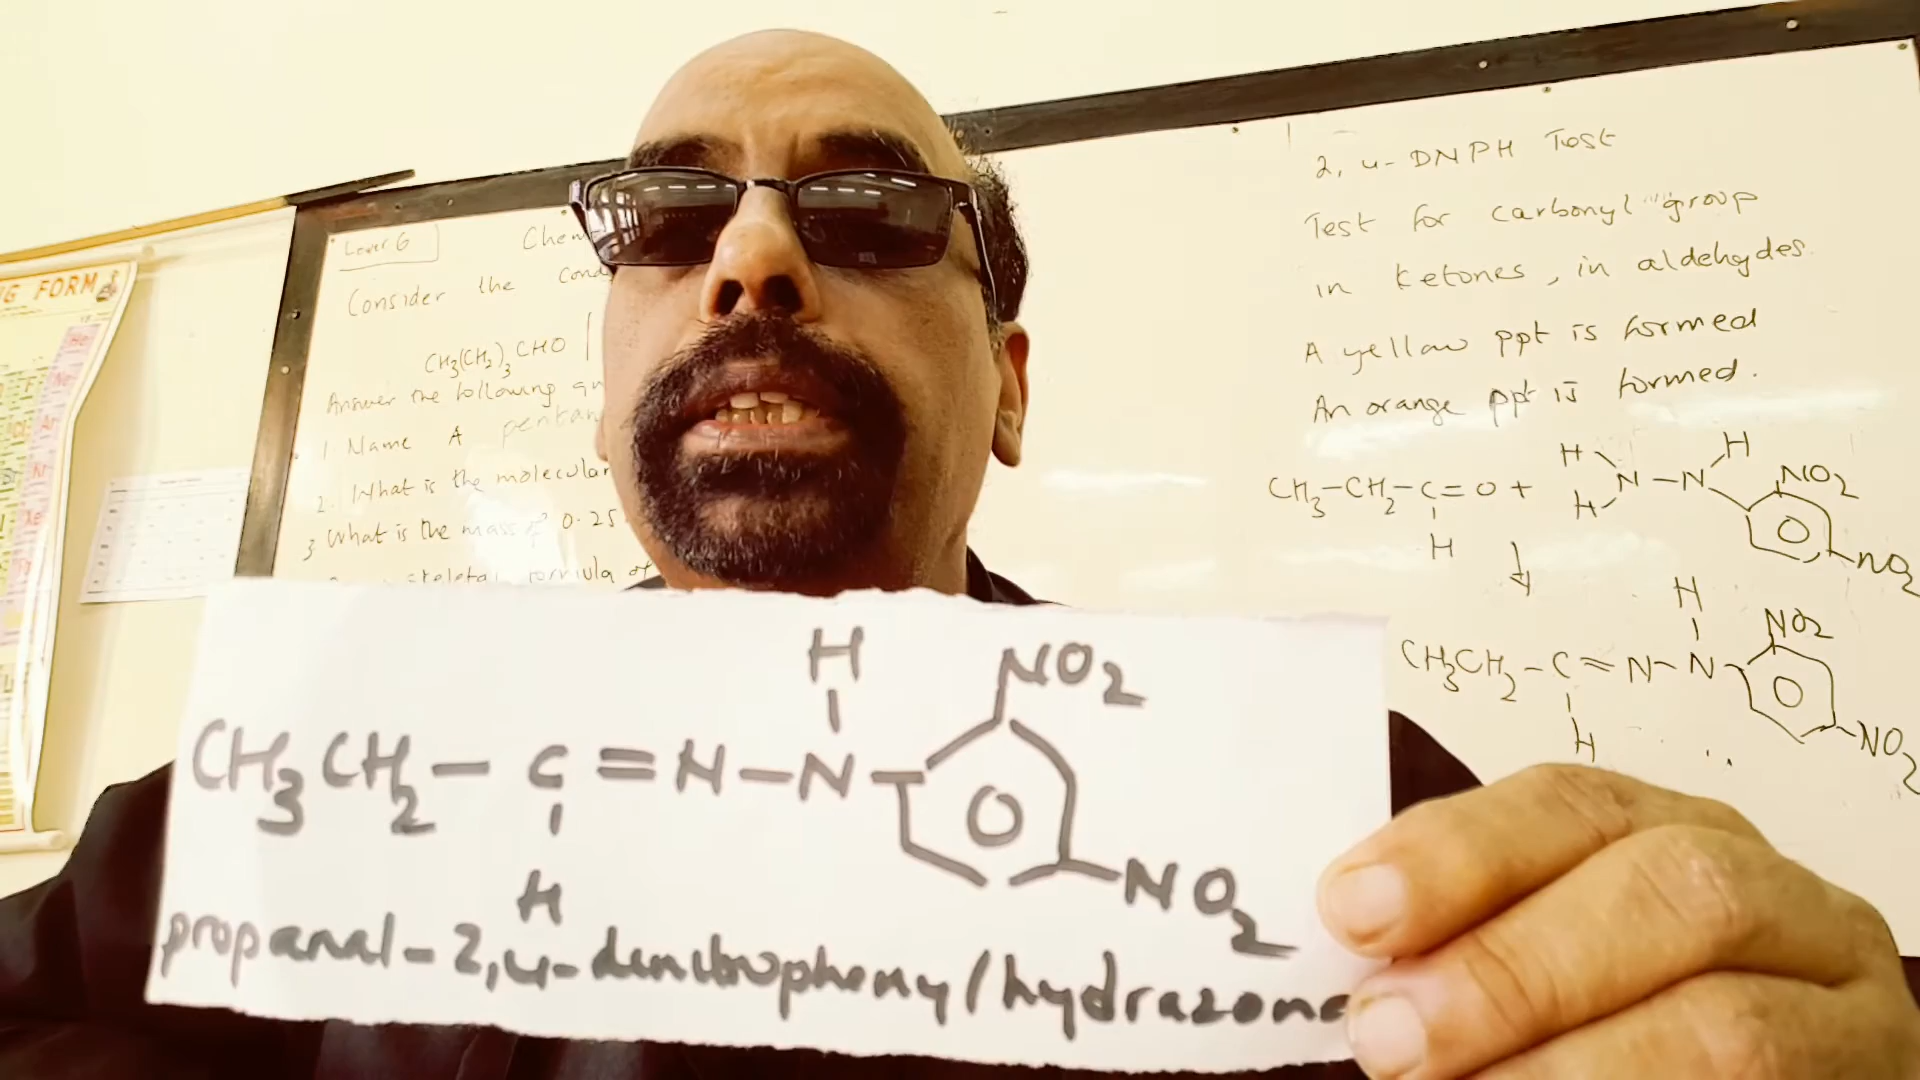 G FORM
Level 6
Chem
Consider the cond
CH3(CH2)3CHO
Answer the following qu
1 Name A pentan
2. What is the molecular
3 What is the mass of 0.25
skeletal formula of
2, 4-DNPH Test
Test for carbonyl group
in ketones, in aldehydes.
A yellow ppt is formed
An orange ppt is formed.
CH3-CH2-C=O + H H N-N H NO2 NO2
H
↓
CH3CH2-C=N-N H NO2 NO2
H
H NO2
CH3CH2-C=N-N
H NO2
propanal-2,4-dinitrophenylhydrazone